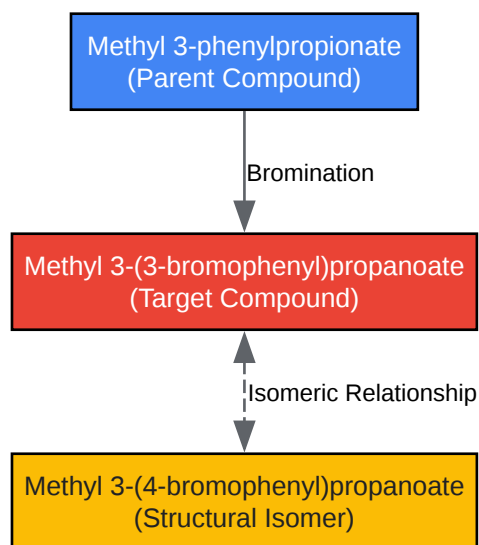 Methyl 3-phenylpropionate
(Parent Compound)
Bromination
Methyl 3-(3-bromophenyl)propanoate
(Target Compound)
Isomeric Relationship
Methyl 3-(4-bromophenyl)propanoate
(Structural Isomer)